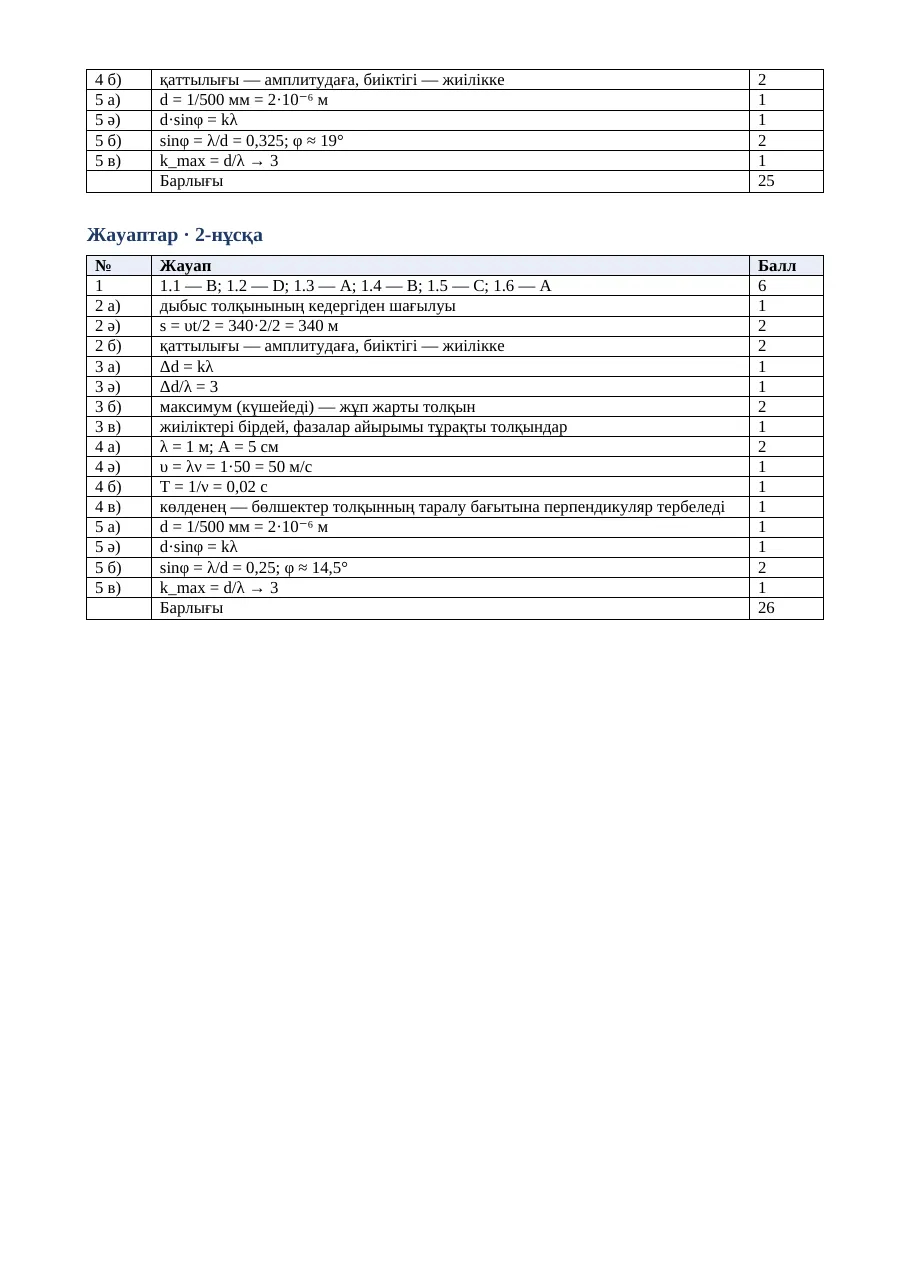 4 б) қаттылығы — амплитудаға, биіктігі — жиілікке 2
5 а) d = 1/500 мм = 2·10⁻⁶ м 1
5 ә) d·sinφ = kλ 1
5 б) sinφ = λ/d = 0,325; φ ≈ 19° 2
5 в) k_max = d/λ → 3 1
Барлығы 25
Жауаптар · 2-нұсқа
№ Жауап Балл
1 1.1 — B; 1.2 — D; 1.3 — A; 1.4 — B; 1.5 — C; 1.6 — A 6
2 а) дыбыс толқынының кедергіден шағылуы 1
2 ә) s = υt/2 = 340·2/2 = 340 м 2
2 б) қаттылығы — амплитудаға, биіктігі — жиілікке 2
3 а) Δd = kλ 1
3 ә) Δd/λ = 3 1
3 б) максимум (күшейеді) — жұп жарты толқын 2
3 в) жиіліктері бірдей, фазалар айырымы тұрақты толқындар 1
4 а) λ = 1 м; A = 5 см 2
4 ә) υ = λν = 1·50 = 50 м/с 1
4 б) T = 1/ν = 0,02 с 1
4 в) көлденең — бөлшектер толқынның таралу бағытына перпендикуляр тербеледі 1
5 а) d = 1/500 мм = 2·10⁻⁶ м 1
5 ә) d·sinφ = kλ 1
5 б) sinφ = λ/d = 0,25; φ ≈ 14,5° 2
5 в) k_max = d/λ → 3 1
Барлығы 26